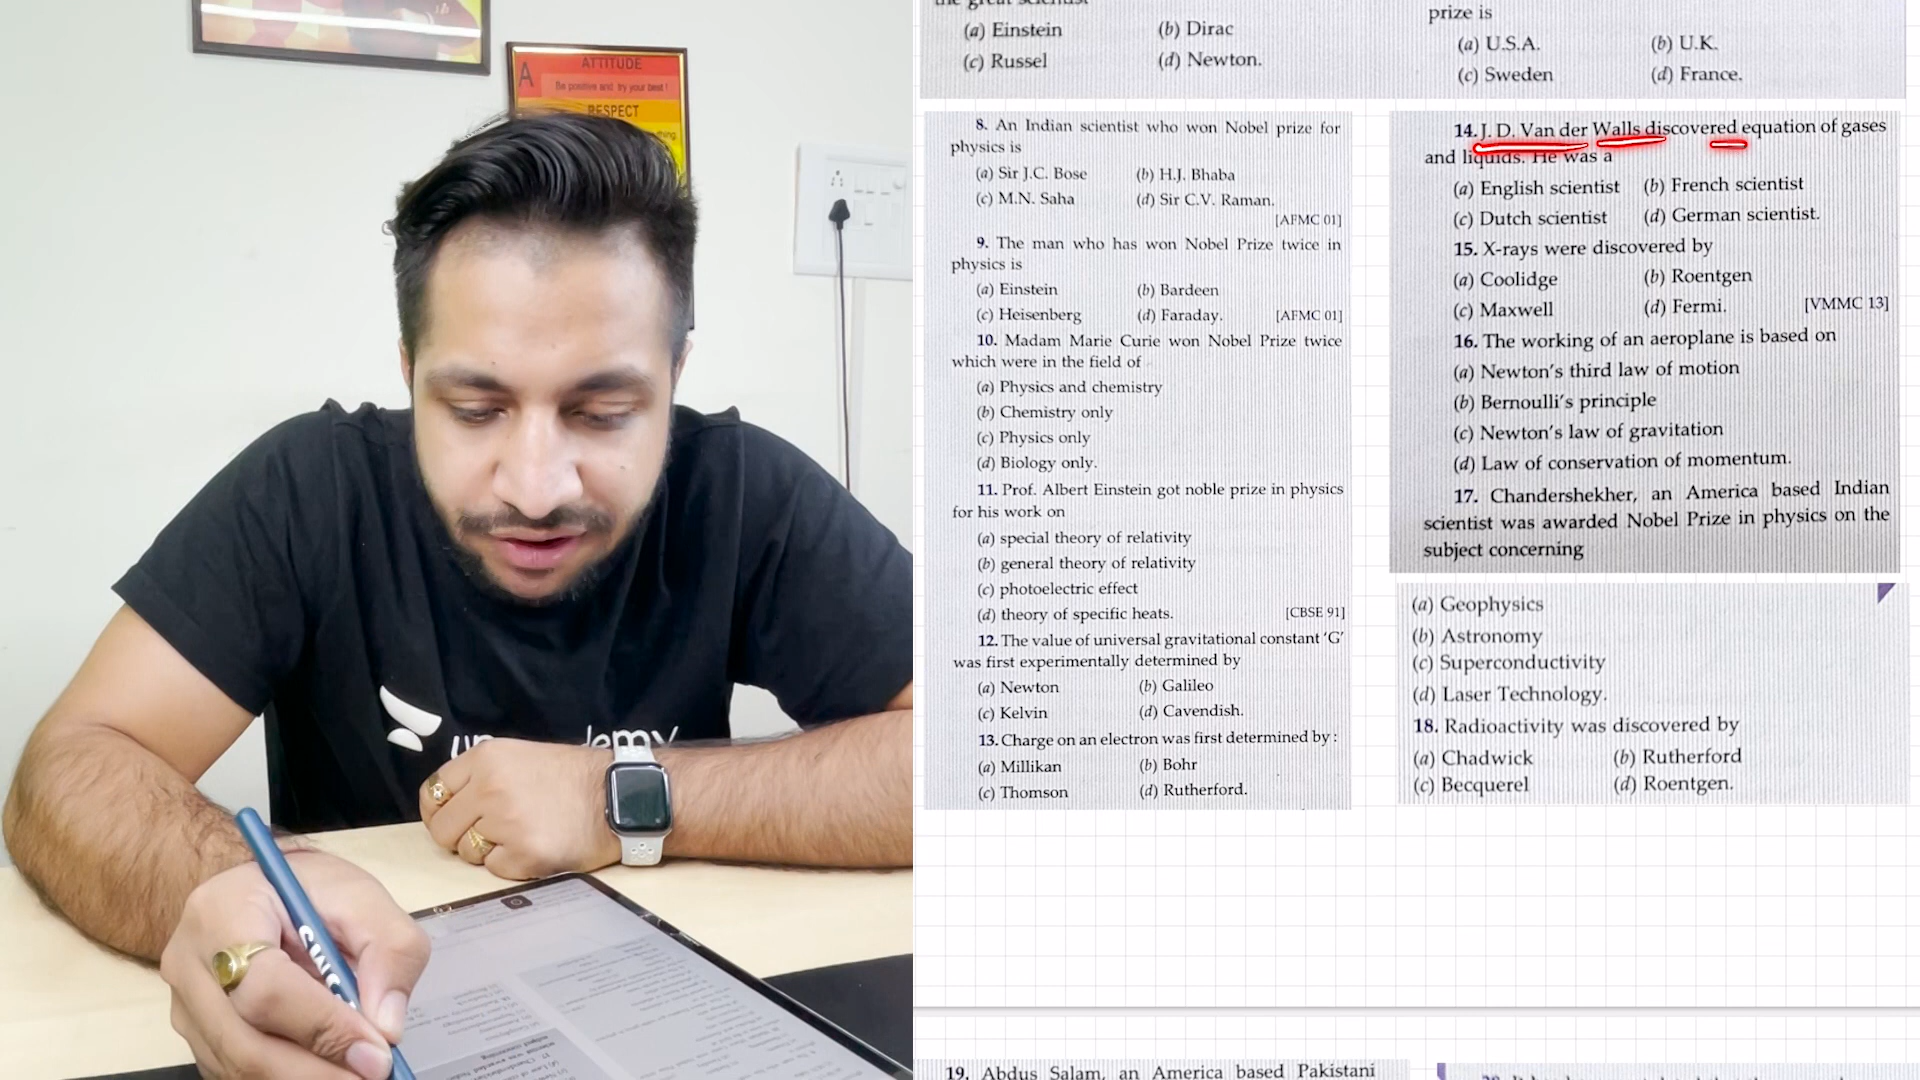 A
ATTITUDE
Be positive and try your best !
RESPECT
(a) Einstein
(b) Dirac
(c) Russel
(d) Newton.
8. An Indian scientist who won Nobel prize for
physics is
(a) Sir J.C. Bose
(b) H.J. Bhaba
(c) M.N. Saha
(d) Sir C.V. Raman.
[AFMC 01]
9. The man who has won Nobel Prize twice in
physics is
(a) Einstein
(b) Bardeen
(c) Heisenberg
(d) Faraday.
[AFMC 01]
10. Madam Marie Curie won Nobel Prize twice
which were in the field of
(a) Physics and chemistry
(b) Chemistry only
(c) Physics only
(d) Biology only.
11. Prof. Albert Einstein got noble prize in physics
for his work on
(a) special theory of relativity
(b) general theory of relativity
(c) photoelectric effect
(d) theory of specific heats.
[CBSE 91]
12. The value of universal gravitational constant 'G'
was first experimentally determined by
(a) Newton
(b) Galileo
(c) Kelvin
(d) Cavendish.
13. Charge on an electron was first determined by :
(a) Millikan
(b) Bohr
(c) Thomson
(d) Rutherford.
prize is
(a) U.S.A.
(b) U.K.
(c) Sweden
(d) France.
14. J. D. Van der Walls discovered equation of gases
and liquids. He was a
(a) English scientist
(b) French scientist
(c) Dutch scientist
(d) German scientist.
15. X-rays were discovered by
(a) Coolidge
(b) Roentgen
(c) Maxwell
(d) Fermi.
[VMMC 13]
16. The working of an aeroplane is based on
(a) Newton's third law of motion
(b) Bernoulli's principle
(c) Newton's law of gravitation
(d) Law of conservation of momentum.
17. Chandershekher, an America based Indian
scientist was awarded Nobel Prize in physics on the
subject concerning
(a) Geophysics
(b) Astronomy
(c) Superconductivity
(d) Laser Technology.
18. Radioactivity was discovered by
(a) Chadwick
(b) Rutherford
(c) Becquerel
(d) Roentgen.
19. Abdus Salam, an America based Pakistani